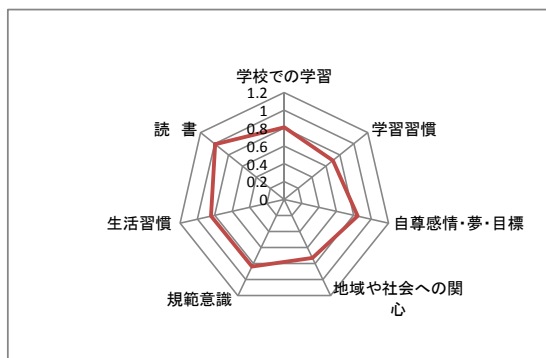 学校での学習
1.2
1
0.8
0.6
0.4
0.2
0
学習習慣
自尊感情・夢・目標
地域や社会への関
心
規範意識
生活習慣
読　書